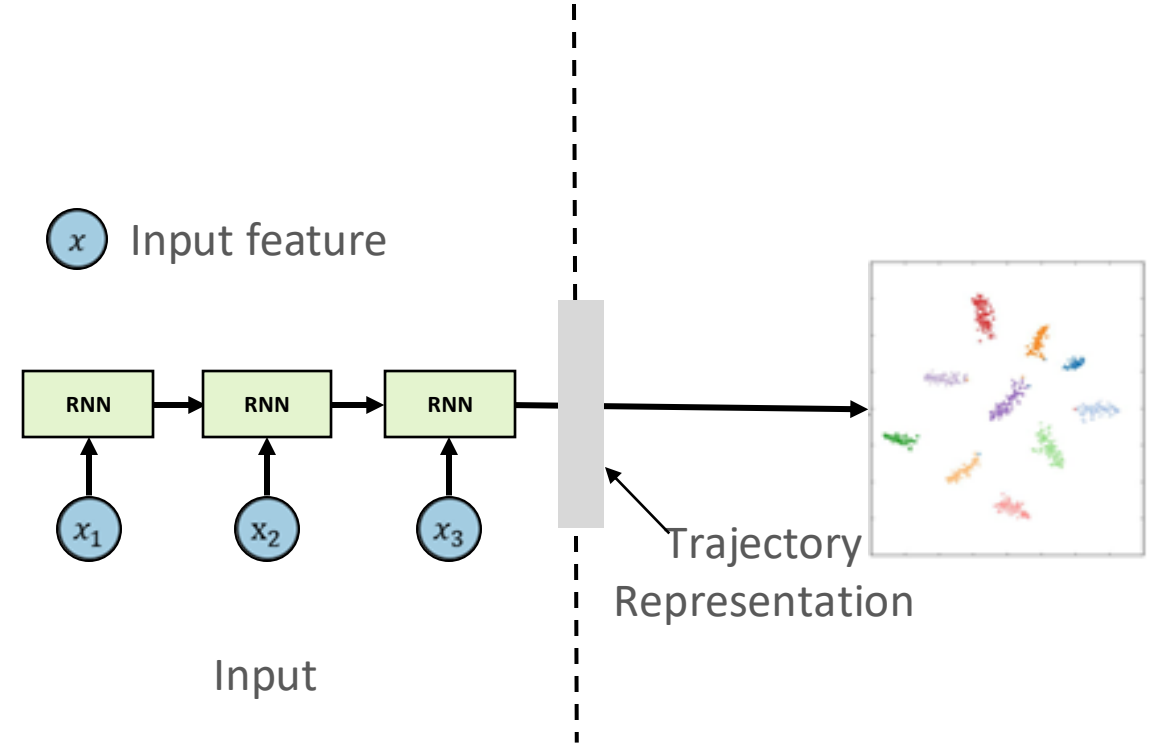 x Input feature
RNN RNN RNN
x₁ x₂ x₃
Trajectory
Representation
Input